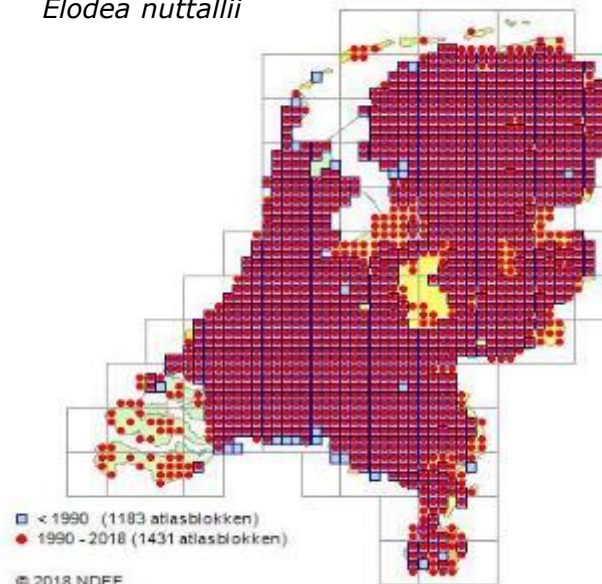 Elodea nuttallii
< 1990 (1183 atlasblokken)
1990 - 2018 (1431 atlasblokken)
© 2018 NDFF